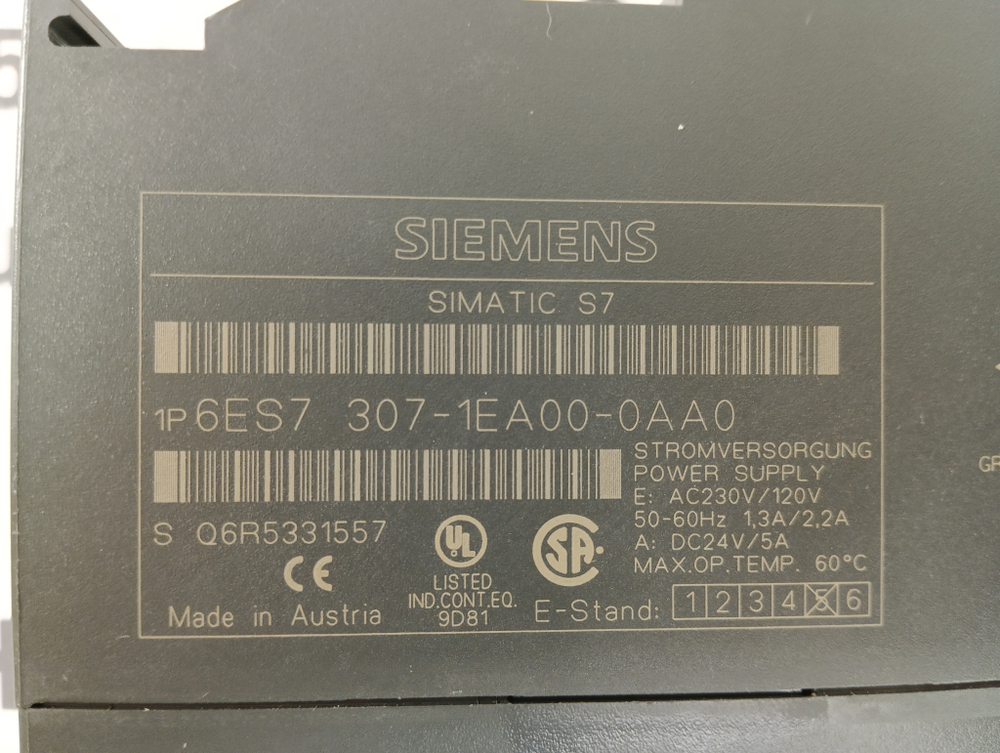 SIEMENS
SIMATIC S7
1P 6ES7 307-1EA00-0AA0
STROMVERSORGUNG
POWER SUPPLY
E: AC230V/120V
50-60Hz 1,3A/2,2A
A: DC24V/5A
MAX.OP.TEMP. 60°C
S Q6R5331557
CE
UL
LISTED
IND.CONT.EQ.
9D81
SA
Made in Austria
E-Stand: 1 2 3 4 5 6